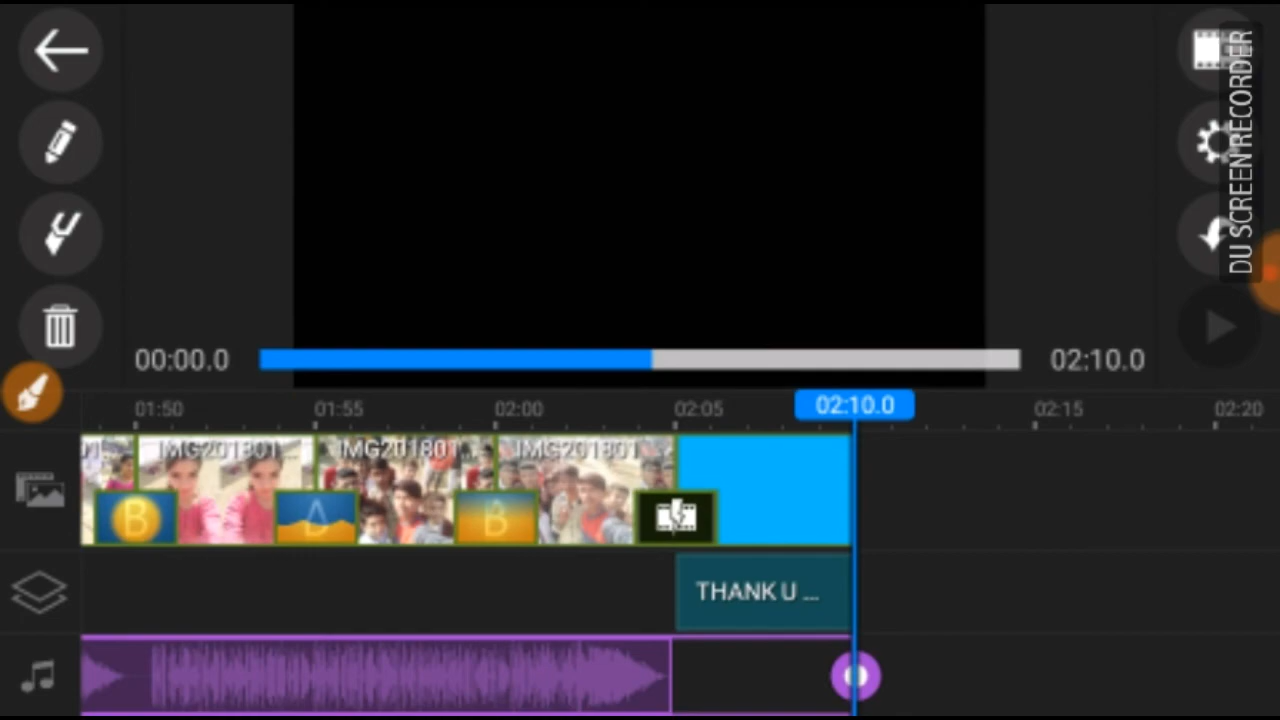 DU SCREEN RECORDER
00:00.0
02:10.0
01:50
01:55
02:00
02:05
02:10.0
02:15
02:20
IMG201801...
IMG201801...
IMG201801...
B
A
B
THANK U ...